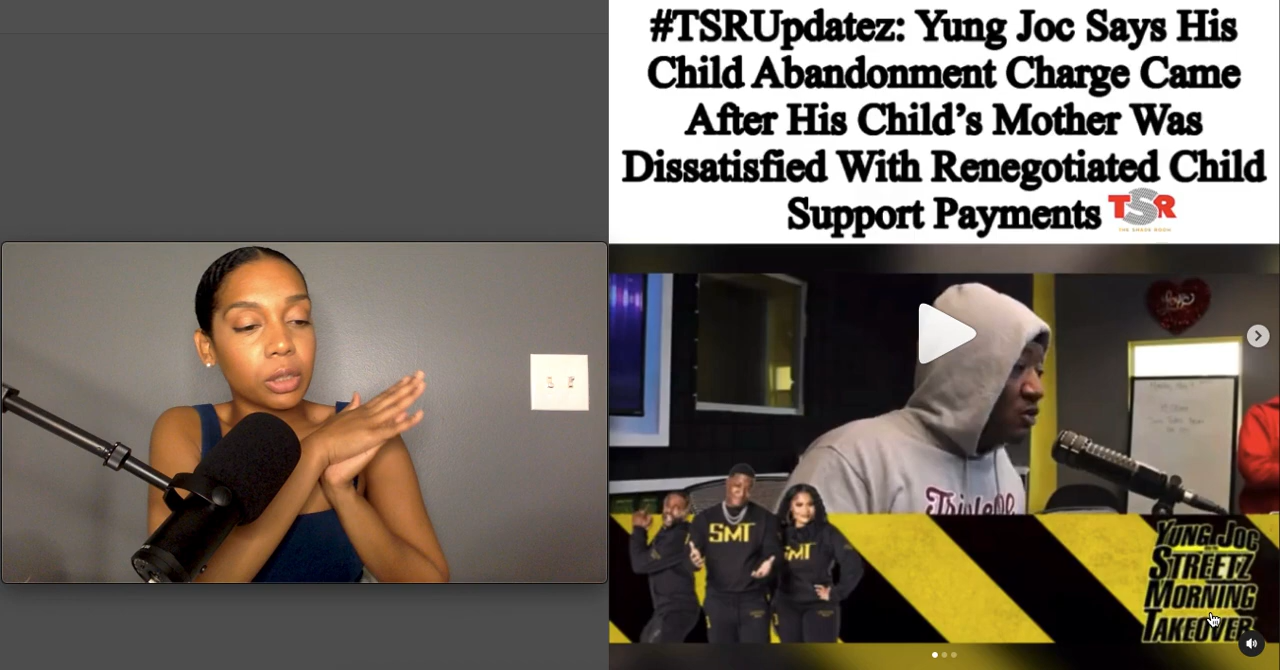 #TSRUpdatez: Yung Joc Says His
Child Abandonment Charge Came
After His Child’s Mother Was
Dissatisfied With Renegotiated Child
Support Payments TSR
THE SHADE ROOM
SMT
SMT
YUNG JOC
STREETZ
MORNING
TAKEOVER